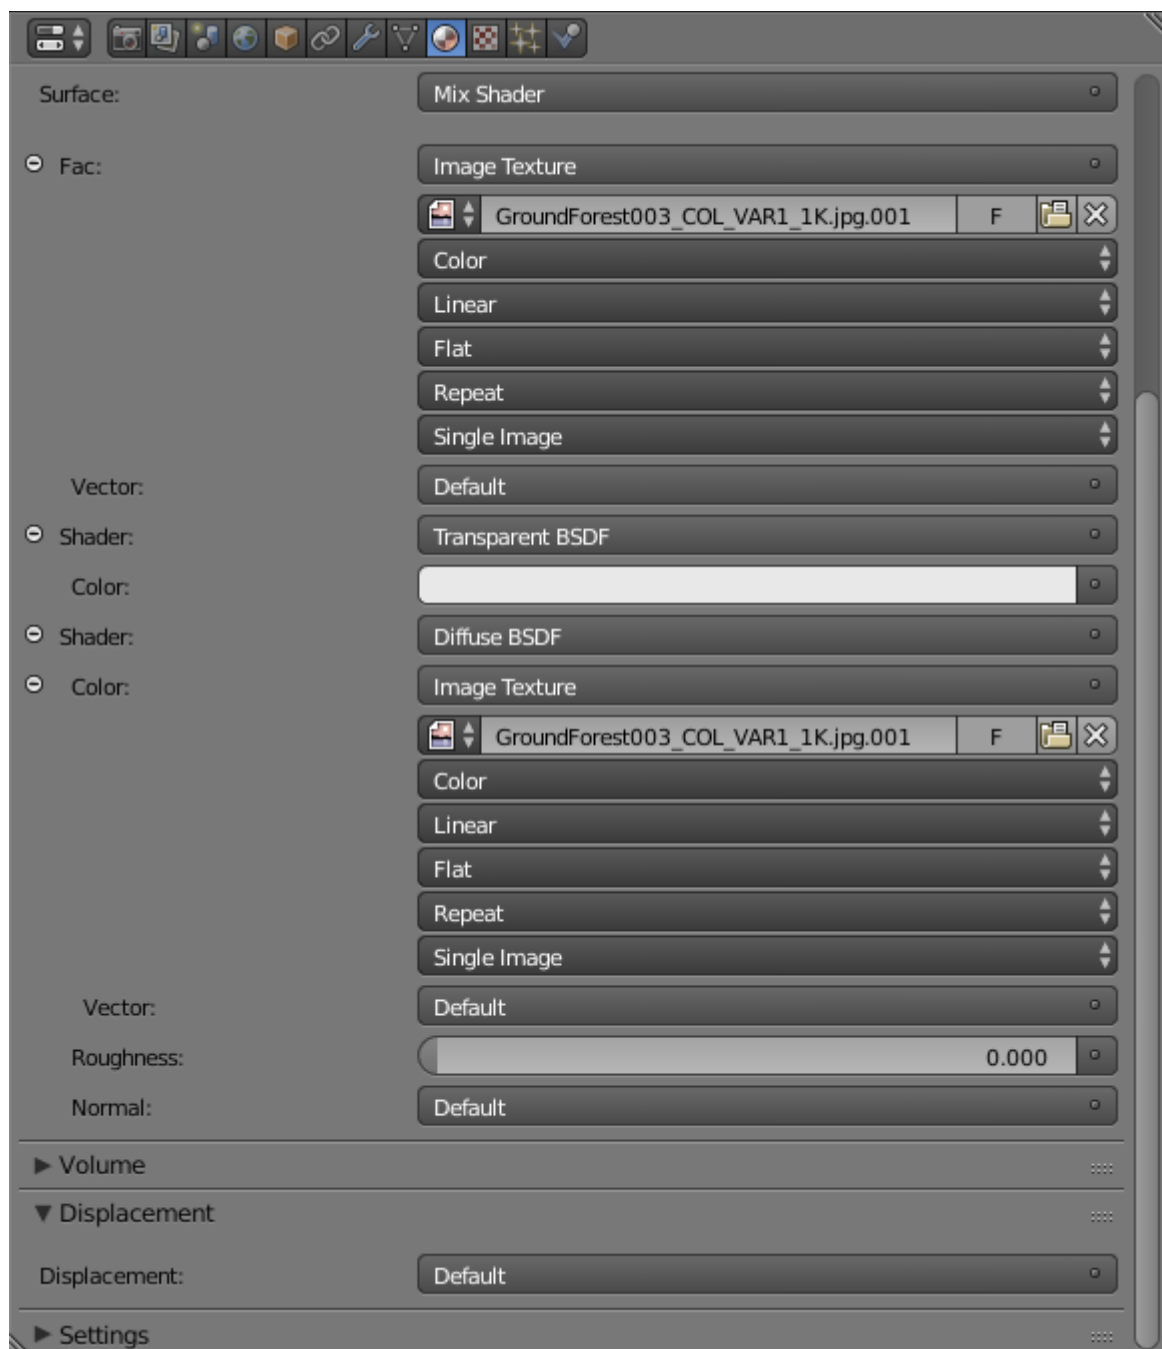 Surface: Mix Shader
Fac: Image Texture
GroundForest003_COL_VAR1_1K.jpg.001 F
Color
Linear
Flat
Repeat
Single Image
Vector: Default
Shader: Transparent BSDF
Color:
Shader: Diffuse BSDF
Color: Image Texture
GroundForest003_COL_VAR1_1K.jpg.001 F
Color
Linear
Flat
Repeat
Single Image
Vector: Default
Roughness: 0.000
Normal: Default
Volume
Displacement
Displacement: Default
Settings